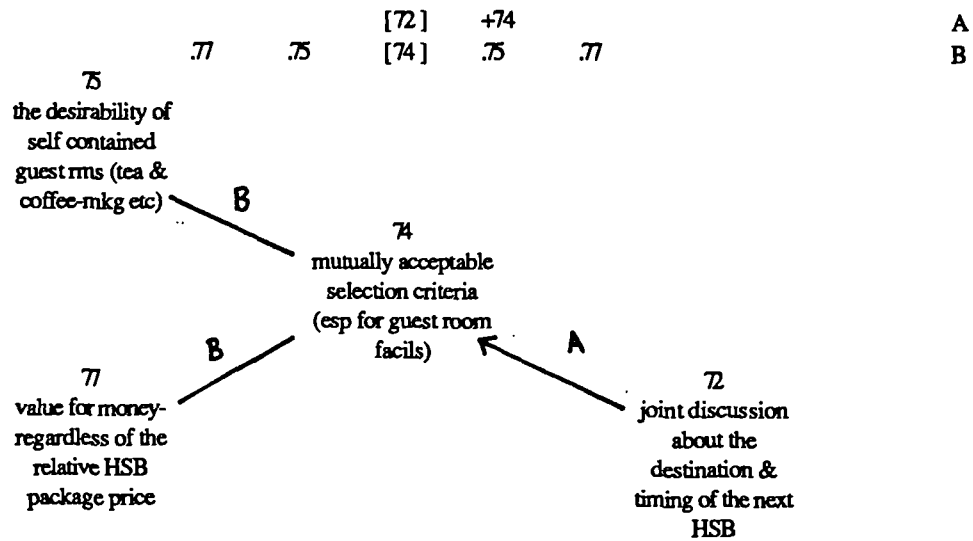 [72] +74 A
.77 .75 [74] .75 .77 B
75
the desirability of
self contained
guest rms (tea &
coffee-mkg etc)
B
74
mutually acceptable
selection criteria
(esp for guest room
facils)
B
A
77
value for money-
regardless of the
relative HSB
package price
72
joint discussion
about the
destination &
timing of the next
HSB